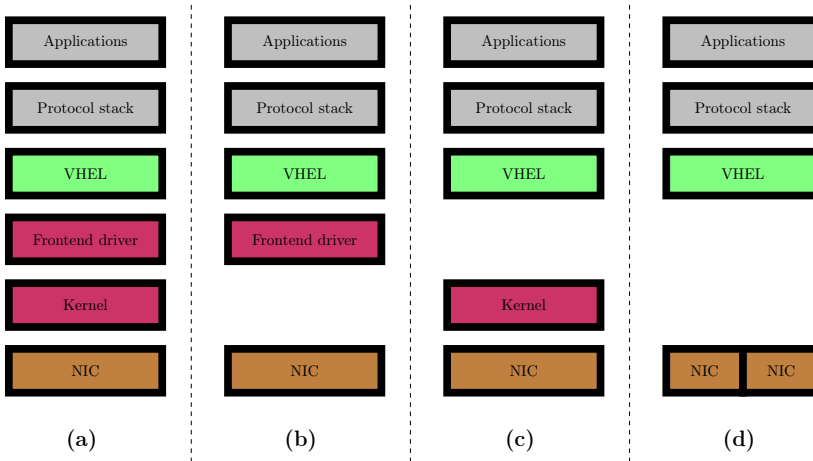 Applications Applications Applications Applications
Protocol stack Protocol stack Protocol stack Protocol stack
VHEL VHEL VHEL VHEL
Frontend driver Frontend driver
Kernel Kernel
NIC NIC NIC NIC NIC
(a) (b) (c) (d)